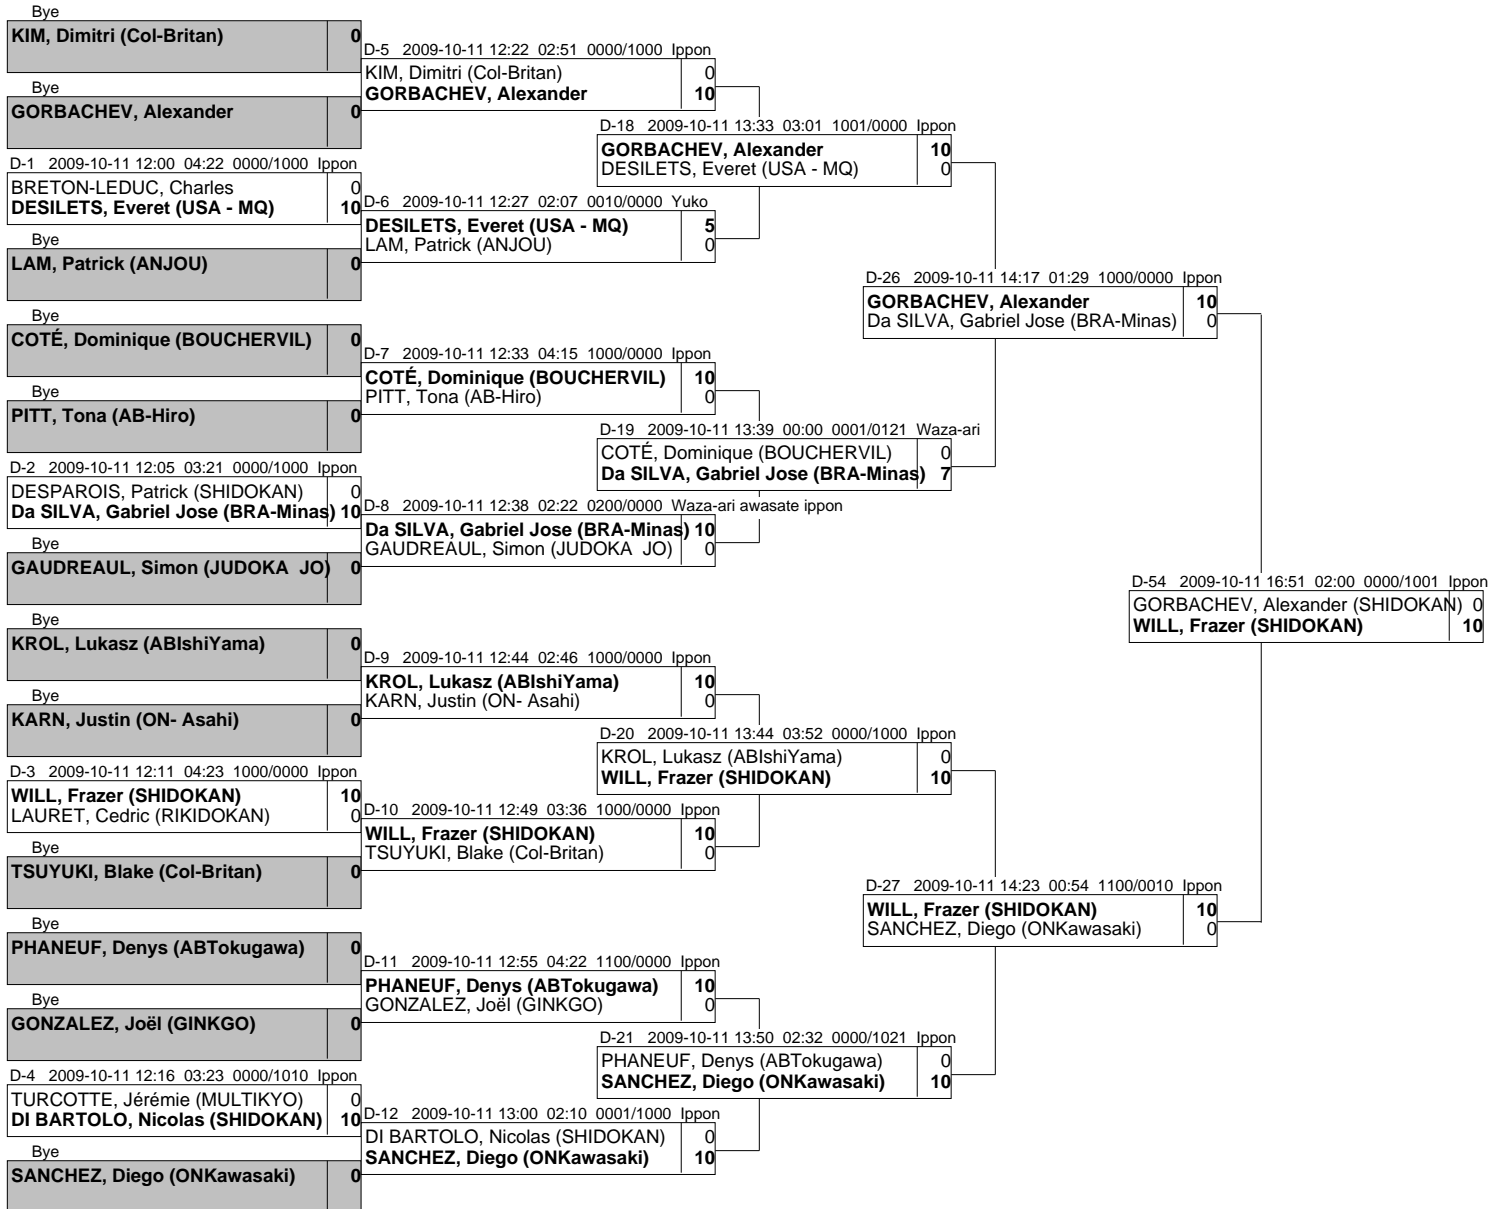 Bye
KIM, Dimitri (Col-Britan) 0
Bye
GORBACHEV, Alexander 0
D-1 2009-10-11 12:00 04:22 0000/1000 Ippon
BRETON-LEDUC, Charles 0
DESILETS, Everet (USA - MQ) 10
Bye
LAM, Patrick (ANJOU) 0
Bye
COTÉ, Dominique (BOUCHERVIL) 0
Bye
PITT, Tona (AB-Hiro) 0
D-2 2009-10-11 12:05 03:21 0000/1000 Ippon
DESPAROIS, Patrick (SHIDOKAN) 0
Da SILVA, Gabriel Jose (BRA-Minas) 10
Bye
GAUDREAUL, Simon (JUDOKA JO) 0
Bye
KROL, Lukasz (ABIshiYama) 0
Bye
KARN, Justin (ON- Asahi) 0
D-3 2009-10-11 12:11 04:23 1000/0000 Ippon
WILL, Frazer (SHIDOKAN) 10
LAURET, Cedric (RIKIDOKAN) 0
Bye
TSUYUKI, Blake (Col-Britan) 0
Bye
PHANEUF, Denys (ABTokugawa) 0
Bye
GONZALEZ, Joël (GINKGO) 0
D-4 2009-10-11 12:16 03:23 0000/1010 Ippon
TURCOTTE, Jérémie (MULTIKYO) 0
DI BARTOLO, Nicolas (SHIDOKAN) 10
Bye
SANCHEZ, Diego (ONKawasaki) 0
D-5 2009-10-11 12:22 02:51 0000/1000 Ippon
KIM, Dimitri (Col-Britan) 0
GORBACHEV, Alexander 10
D-6 2009-10-11 12:27 02:07 0010/0000 Yuko
DESILETS, Everet (USA - MQ) 5
LAM, Patrick (ANJOU) 0
D-7 2009-10-11 12:33 04:15 1000/0000 Ippon
COTÉ, Dominique (BOUCHERVIL) 10
PITT, Tona (AB-Hiro) 0
D-8 2009-10-11 12:38 02:22 0200/0000 Waza-ari awasate ippon
Da SILVA, Gabriel Jose (BRA-Minas) 10
GAUDREAUL, Simon (JUDOKA JO) 0
D-9 2009-10-11 12:44 02:46 1000/0000 Ippon
KROL, Lukasz (ABIshiYama) 10
KARN, Justin (ON- Asahi) 0
D-10 2009-10-11 12:49 03:36 1000/0000 Ippon
WILL, Frazer (SHIDOKAN) 10
TSUYUKI, Blake (Col-Britan) 0
D-11 2009-10-11 12:55 04:22 1100/0000 Ippon
PHANEUF, Denys (ABTokugawa) 10
GONZALEZ, Joël (GINKGO) 0
D-12 2009-10-11 13:00 02:10 0001/1000 Ippon
DI BARTOLO, Nicolas (SHIDOKAN) 0
SANCHEZ, Diego (ONKawasaki) 10
D-18 2009-10-11 13:33 03:01 1001/0000 Ippon
GORBACHEV, Alexander 10
DESILETS, Everet (USA - MQ) 0
D-19 2009-10-11 13:39 00:00 0001/0121 Waza-ari
COTÉ, Dominique (BOUCHERVIL) 0
Da SILVA, Gabriel Jose (BRA-Minas) 7
D-20 2009-10-11 13:44 03:52 0000/1000 Ippon
KROL, Lukasz (ABIshiYama) 0
WILL, Frazer (SHIDOKAN) 10
D-21 2009-10-11 13:50 02:32 0000/1021 Ippon
PHANEUF, Denys (ABTokugawa) 0
SANCHEZ, Diego (ONKawasaki) 10
D-26 2009-10-11 14:17 01:29 1000/0000 Ippon
GORBACHEV, Alexander 10
Da SILVA, Gabriel Jose (BRA-Minas) 0
D-27 2009-10-11 14:23 00:54 1100/0010 Ippon
WILL, Frazer (SHIDOKAN) 10
SANCHEZ, Diego (ONKawasaki) 0
D-54 2009-10-11 16:51 02:00 0000/1001 Ippon
GORBACHEV, Alexander (SHIDOKAN) 0
WILL, Frazer (SHIDOKAN) 10